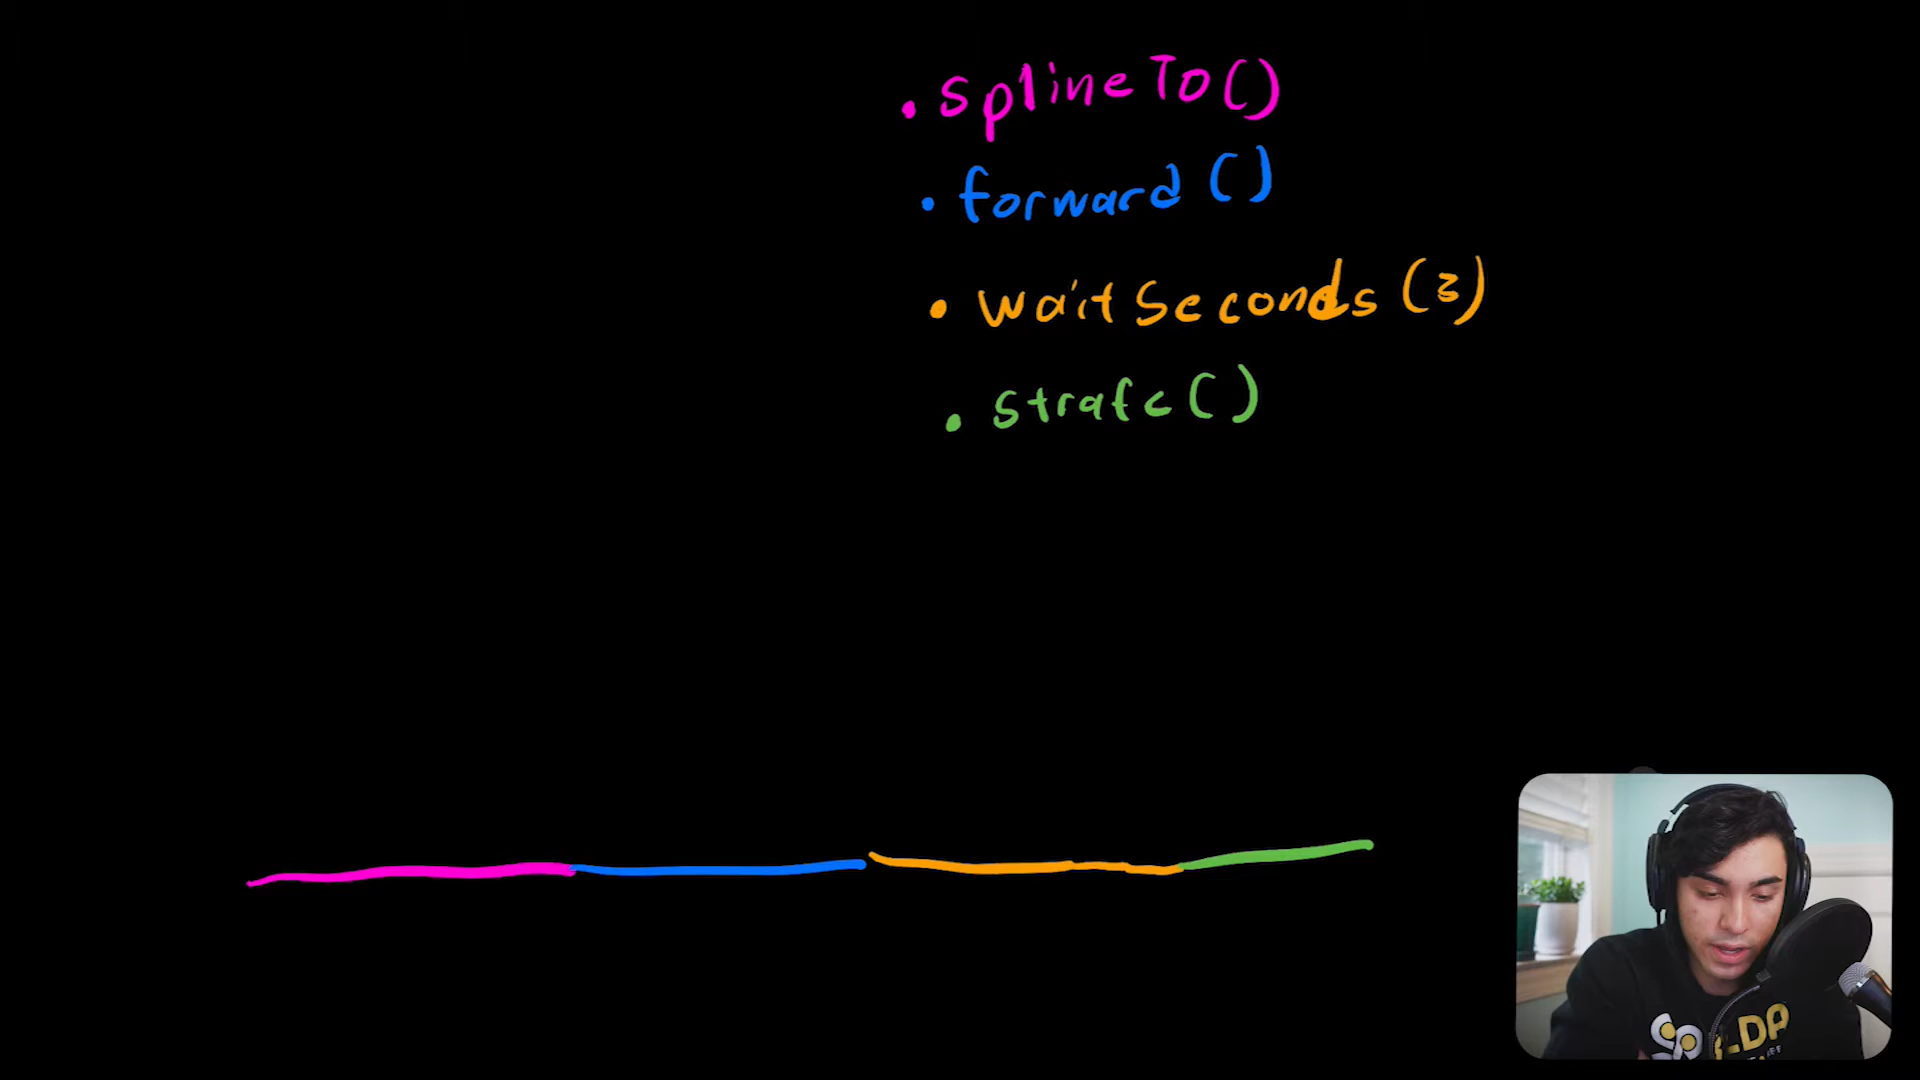 • splineTo()
• forward()
• waitSeconds(3)
• strafe()